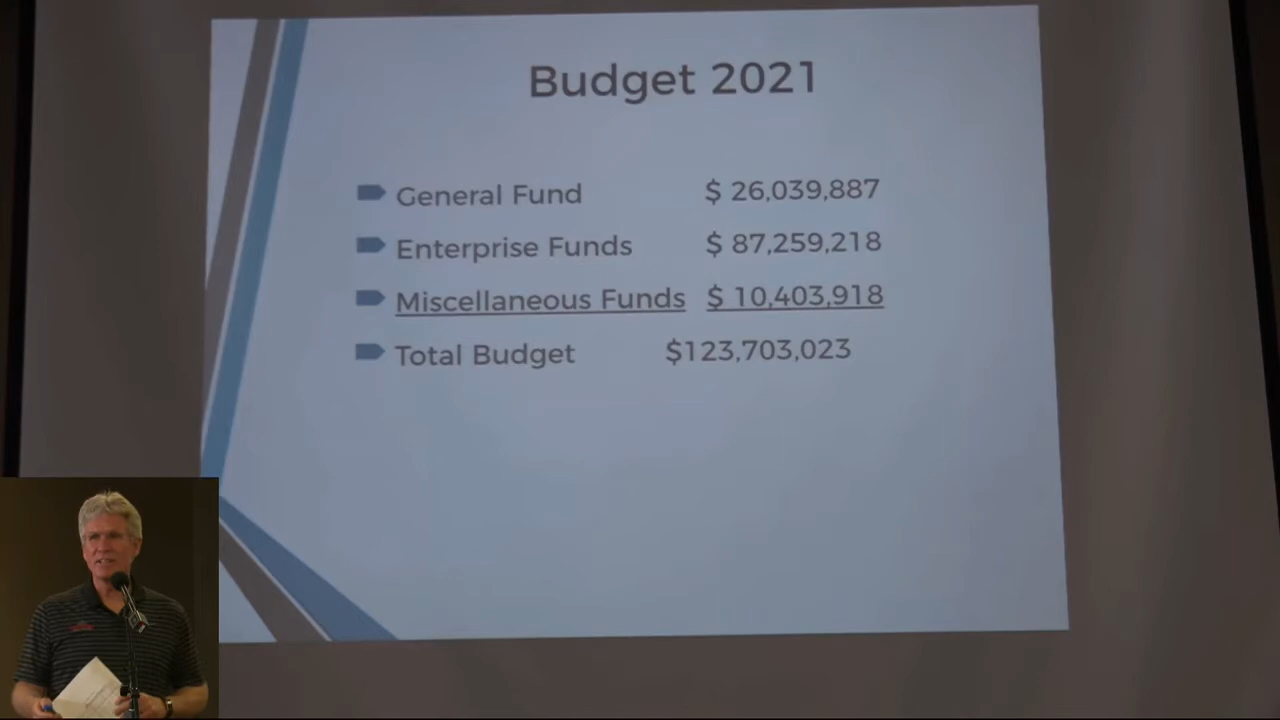 Budget 2021
General Fund $ 26,039,887
Enterprise Funds $ 87,259,218
Miscellaneous Funds $ 10,403,918
Total Budget $123,703,023